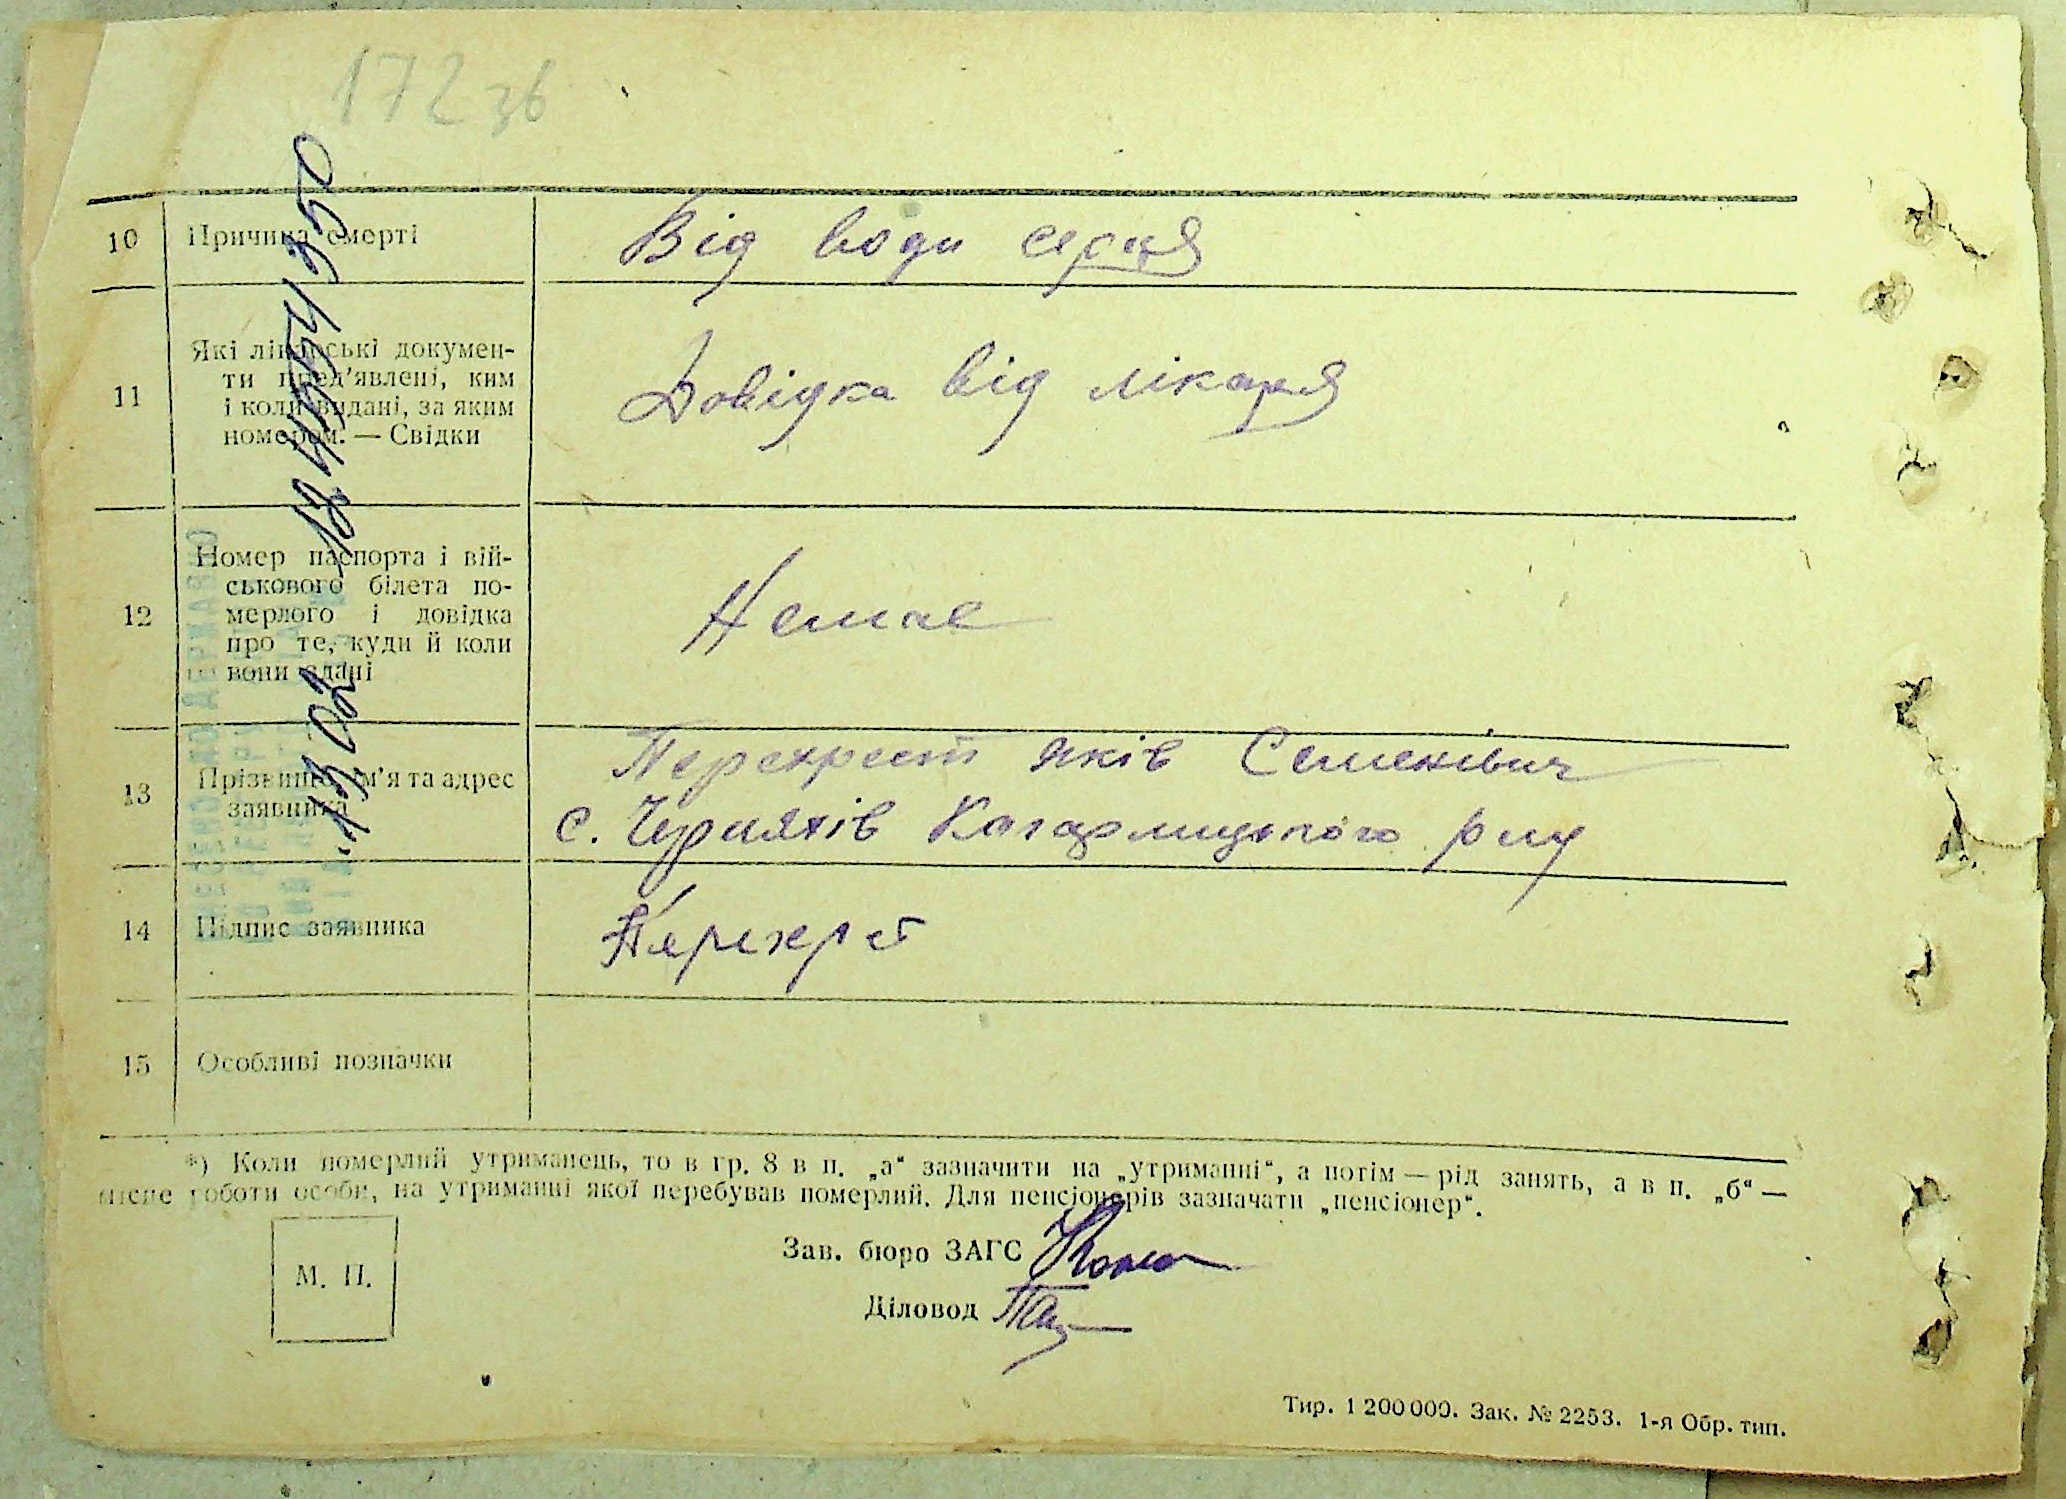 172 зв
10 Причина смерті Від води серця
11 Які лікарські докумен-
ти пред'явлені, ким
і коли видані, за яким
номером. — Свідки
Довідка від лікаря
12 Номер паспорта і вій-
ськового білета по-
мерлого і довідка
про те, куди й коли
вони здані
Немає
13 Прізвище, ім'я та адрес
заявника
Перехрест Яків Семенович
с. Черняхів Кагарлицького р-ну
14 Підпис заявника Перехрест
15 Особливі позначки
*) Коли померлий утриманець, то в гр. 8 в п. „а“ зазначити на „утриманні“, а потім — рід занять, а в п. „б“ —
місце роботи особи, на утриманні якої перебував померлий. Для пенсіонерів зазначати „пенсіонер“.
М. П.
Зав. бюро ЗАГС
Діловод
Тир. 1 200 000. Зак. № 2253. 1-я Обр. тип.